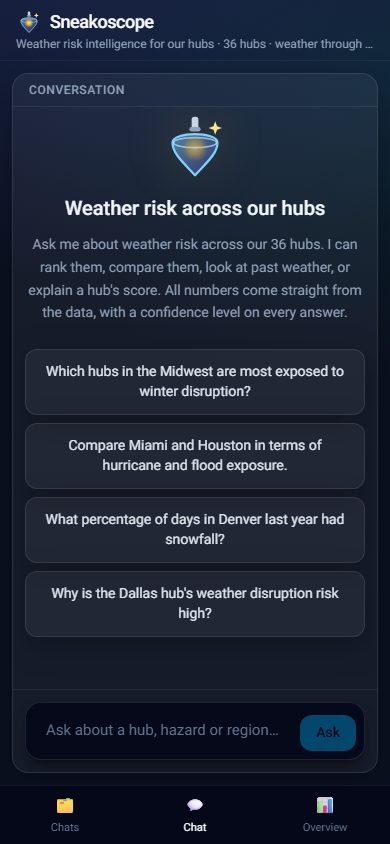 Sneakoscope
Weather risk intelligence for our hubs · 36 hubs · weather through ...
CONVERSATION
Weather risk across our hubs
Ask me about weather risk across our 36 hubs. I can
rank them, compare them, look at past weather, or
explain a hub's score. All numbers come straight from
the data, with a confidence level on every answer.
Which hubs in the Midwest are most exposed to
winter disruption?
Compare Miami and Houston in terms of
hurricane and flood exposure.
What percentage of days in Denver last year had
snowfall?
Why is the Dallas hub's weather disruption risk
high?
Ask about a hub, hazard or region...
Ask
Chats
Chat
Overview